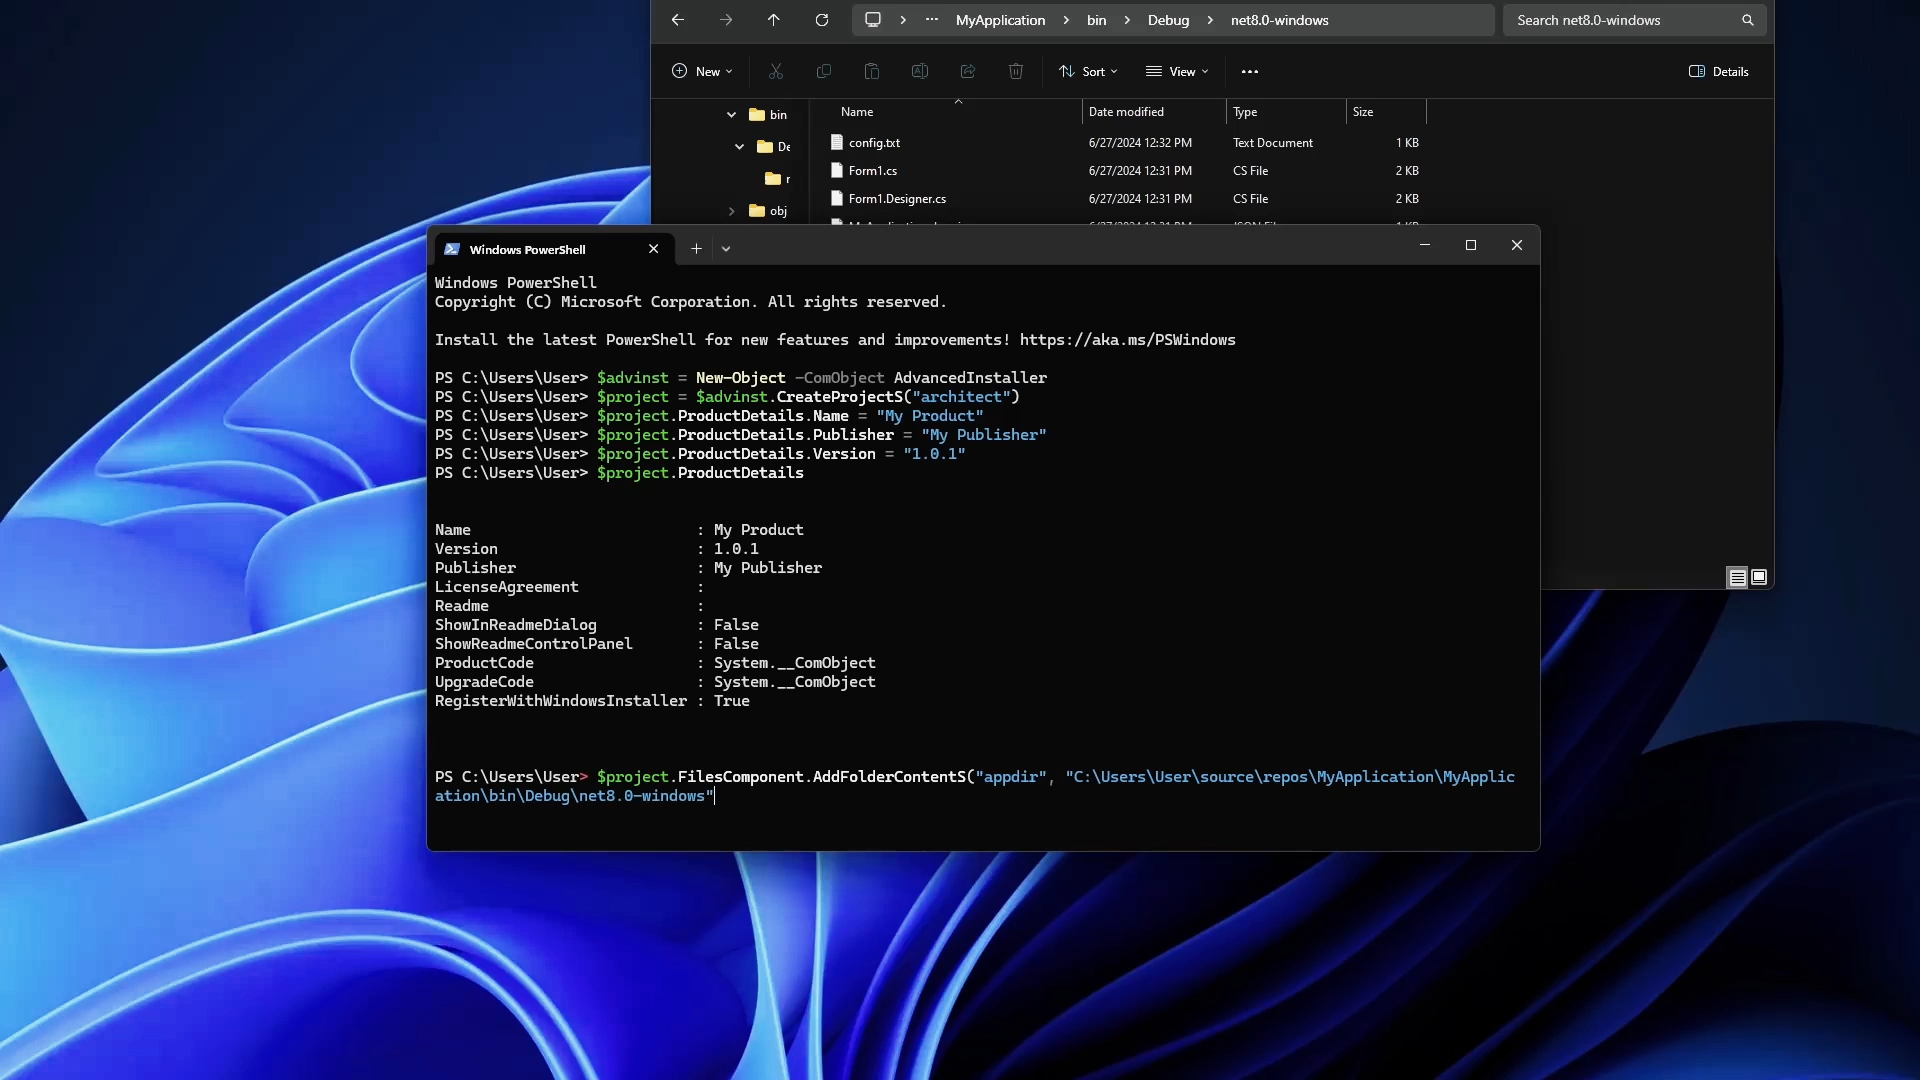 MyApplication > bin > Debug > net8.0-windows
Search net8.0-windows
New
Sort
View
Details
Name
Date modified
Type
Size
bin
De
r
obj
config.txt 6/27/2024 12:32 PM Text Document 1 KB
Form1.cs 6/27/2024 12:31 PM CS File 2 KB
Form1.Designer.cs 6/27/2024 12:31 PM CS File 2 KB
Windows PowerShell
Windows PowerShell
Copyright (C) Microsoft Corporation. All rights reserved.
Install the latest PowerShell for new features and improvements! https://aka.ms/PSWindows
PS C:\Users\User> $advinst = New-Object -ComObject AdvancedInstaller
PS C:\Users\User> $project = $advinst.CreateProjectS("architect")
PS C:\Users\User> $project.ProductDetails.Name = "My Product"
PS C:\Users\User> $project.ProductDetails.Publisher = "My Publisher"
PS C:\Users\User> $project.ProductDetails.Version = "1.0.1"
PS C:\Users\User> $project.ProductDetails
Name : My Product
Version : 1.0.1
Publisher : My Publisher
LicenseAgreement :
Readme :
ShowInReadmeDialog : False
ShowReadmeControlPanel : False
ProductCode : System.__ComObject
UpgradeCode : System.__ComObject
RegisterWithWindowsInstaller : True
PS C:\Users\User> $project.FilesComponent.AddFolderContentS("appdir", "C:\Users\User\source\repos\MyApplication\MyApplic
ation\bin\Debug\net8.0-windows"